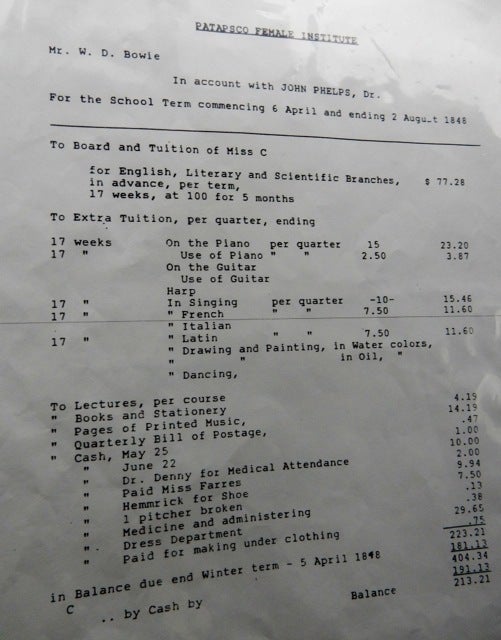 PATAPSCO FEMALE INSTITUTE
Mr. W. D. Bowie
In account with JOHN PHELPS, Dr.
For the School Term commencing 6 April and ending 2 August 1848
To Board and Tuition of Miss C
for English, Literary and Scientific Branches, $ 77.28
in advance, per term,
17 weeks, at 100 for 5 months
To Extra Tuition, per quarter, ending
17 weeks On the Piano per quarter 15 23.20
17 " Use of Piano " " 2.50 3.87
On the Guitar
Use of Guitar
Harp
17 " In Singing per quarter -10- 15.46
17 " " French " " 7.50 11.60
" Italian
17 " " Latin " " 7.50 11.60
" Drawing and Painting, in Water colors,
" " in Oil, "
" Dancing,
To Lectures, per course 4.19
" Books and Stationery 14.19
" Pages of Printed Music, .47
" Quarterly Bill of Postage, 1.00
" Cash, May 25 10.00
" June 22 2.00
" Dr. Denny for Medical Attendance 9.94
" Paid Miss Farres 7.50
" Hemmrick for Shoe .13
" 1 pitcher broken .38
" Medicine and administering 29.65
". Dress Department .75
" Paid for making under clothing 223.21
in Balance due end Winter term - 5 April 1848 181.13
404.34
C .. by Cash by 191.13
Balance 213.21